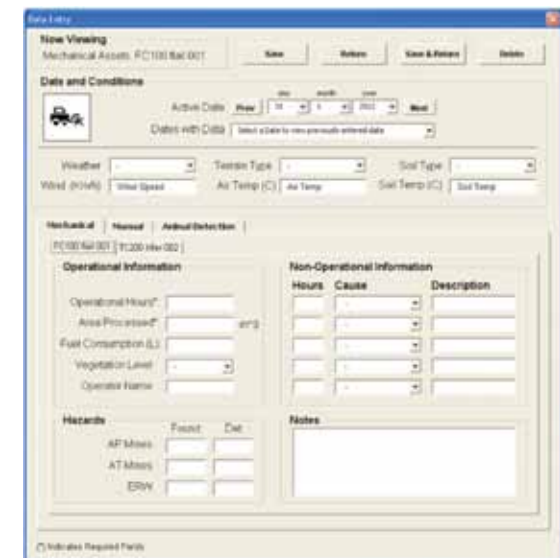 Data Entry
Now Viewing
Mechanical Assets: FC100 flail 001
Save Return Save & Return Delete
Date and Conditions
day month year
Active Date Prev Next
Dates with Data Select a Date to view previously entered data
Weather - Terrain Type - Soil Type -
Wind (Km/h) Wind Speed Air Temp (C) Air Temp Soil Temp (C) Soil Temp
Mechanical Manual Animal Detection
FC100 flail 001
Operational Information
Operational Hours*
Area Processed*
Fuel Consumption (L)
Vegetation Level -
Operator Name
Non-Operational Information
Hours Cause Description
-
-
-
-
-
Hazards
Found Det
AP Mines
AT Mines
ERW
Notes
Indicates Required Fields